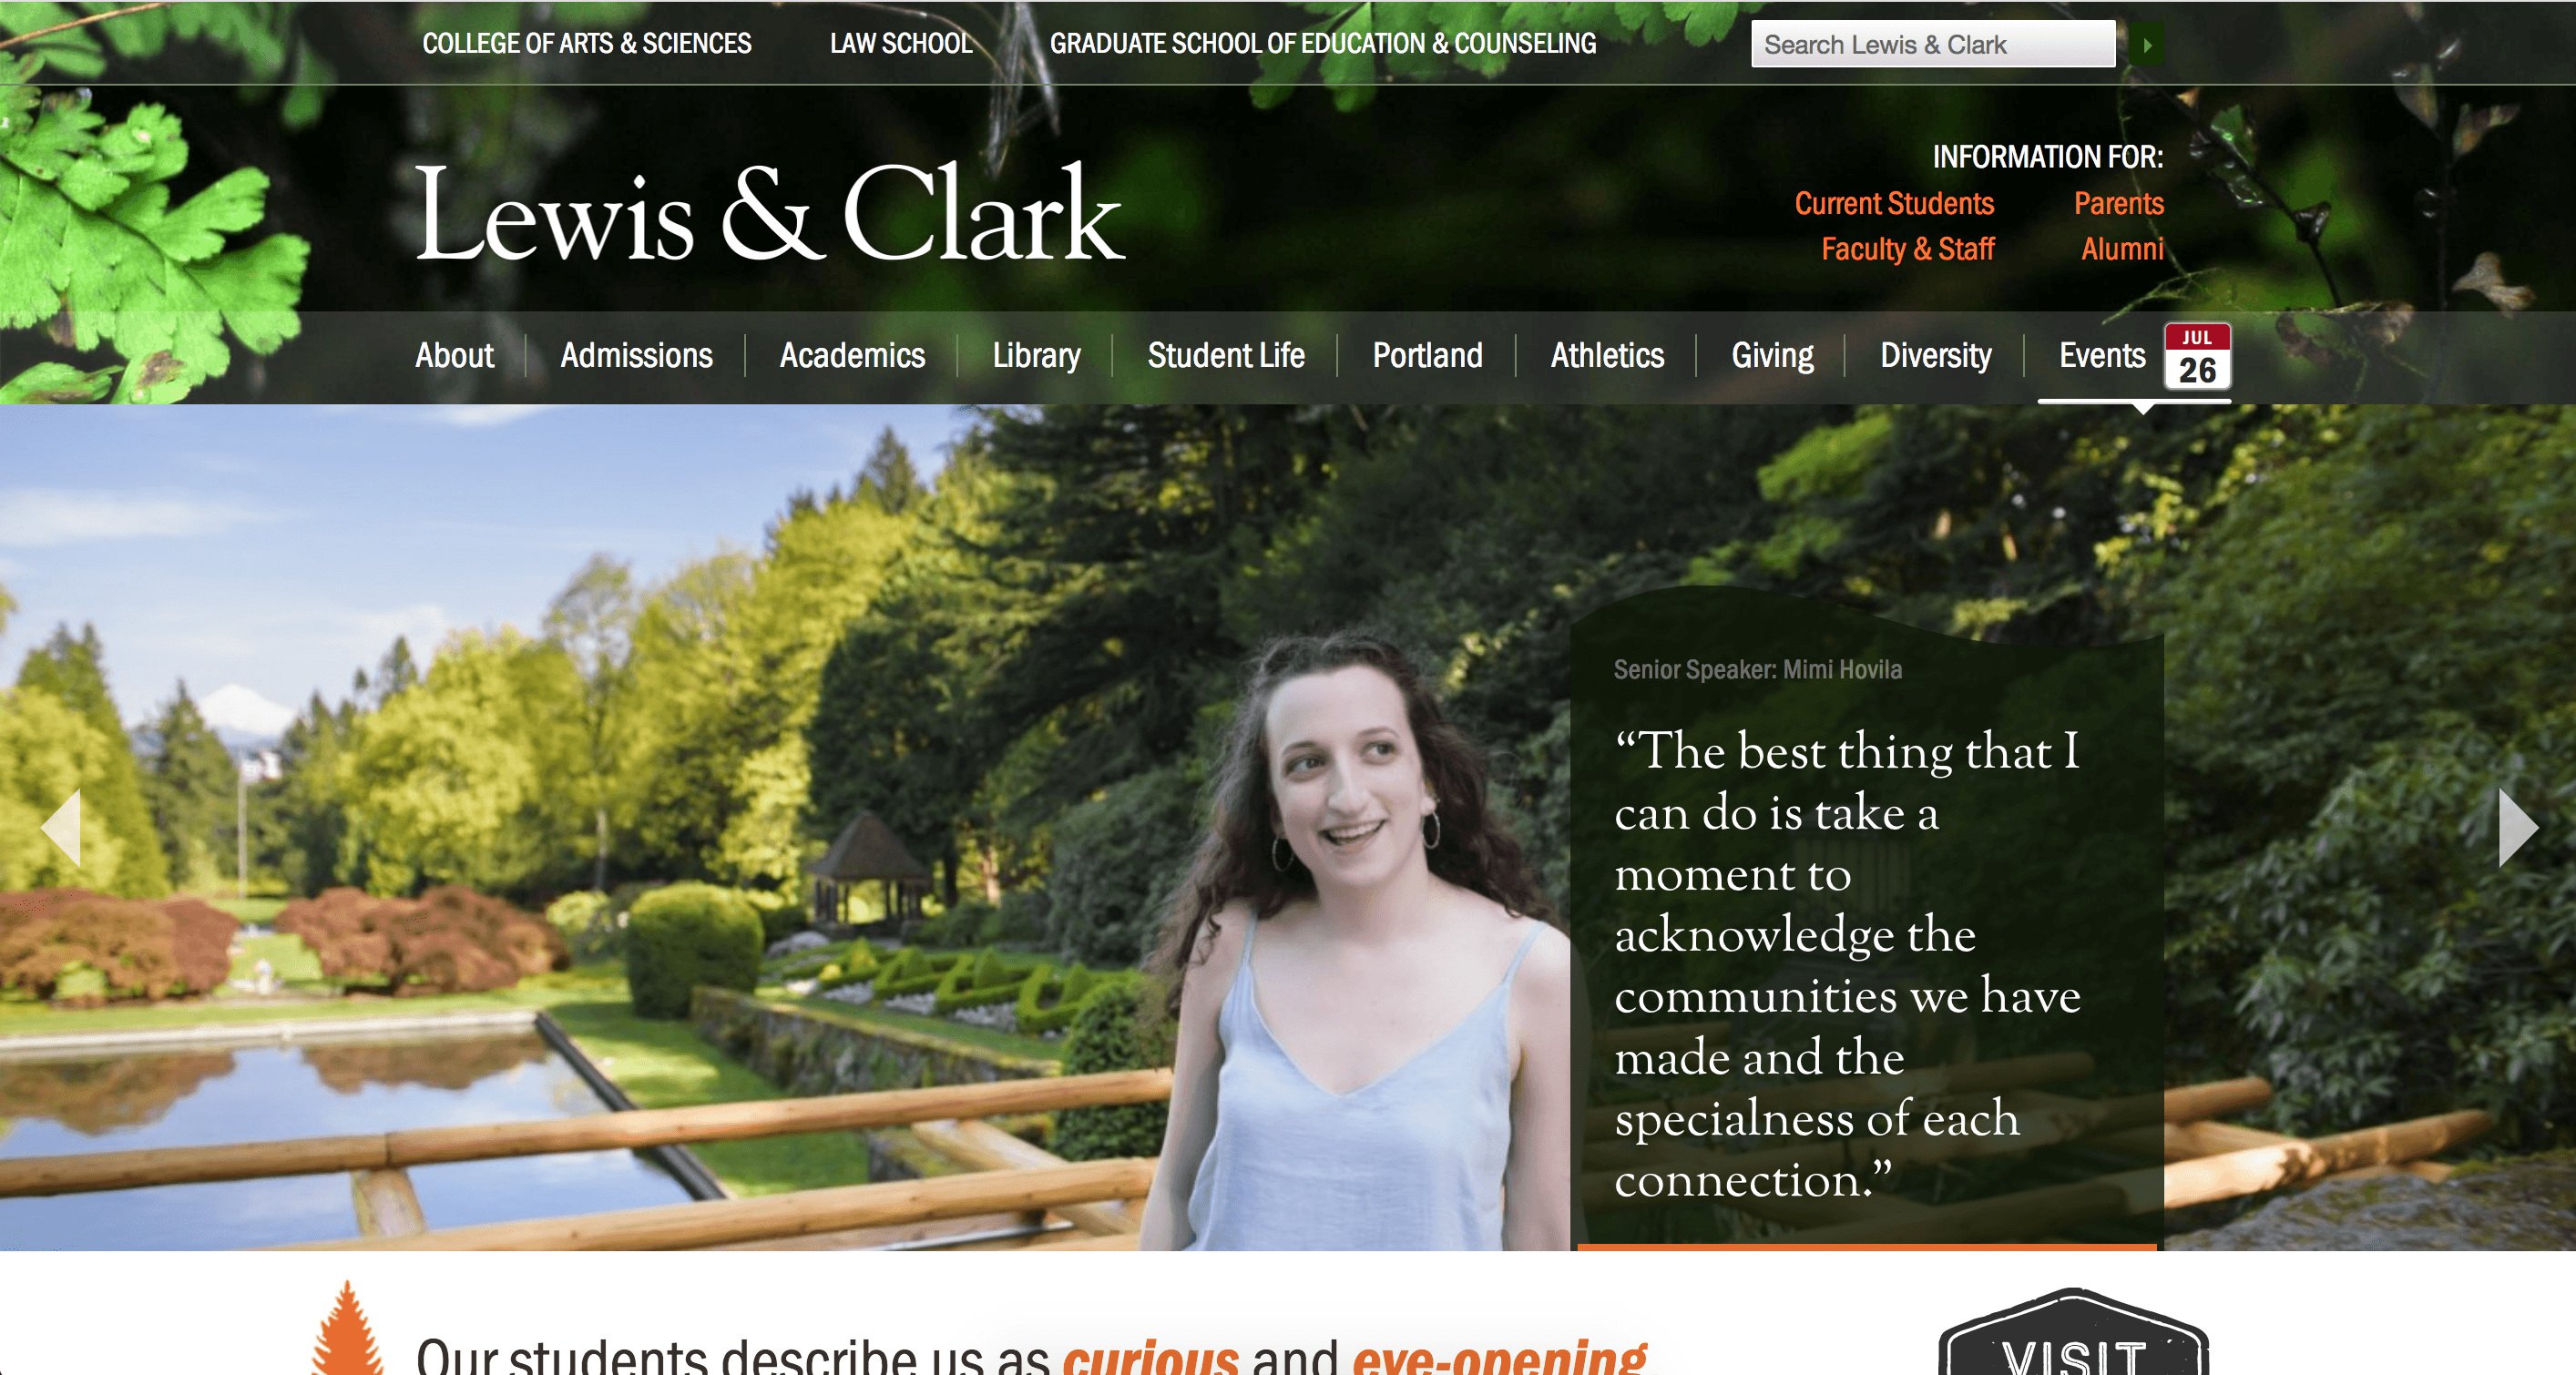 COLLEGE OF ARTS & SCIENCES LAW SCHOOL GRADUATE SCHOOL OF EDUCATION & COUNSELING Search Lewis & Clark
Lewis & Clark
INFORMATION FOR:
Current Students Parents
Faculty & Staff Alumni
About Admissions Academics Library Student Life Portland Athletics Giving Diversity Events JUL
26
Senior Speaker: Mimi Hovila
“The best thing that I
can do is take a
moment to
acknowledge the
communities we have
made and the
specialness of each
connection.”
Our students describe us as curious and eye-opening
VISIT